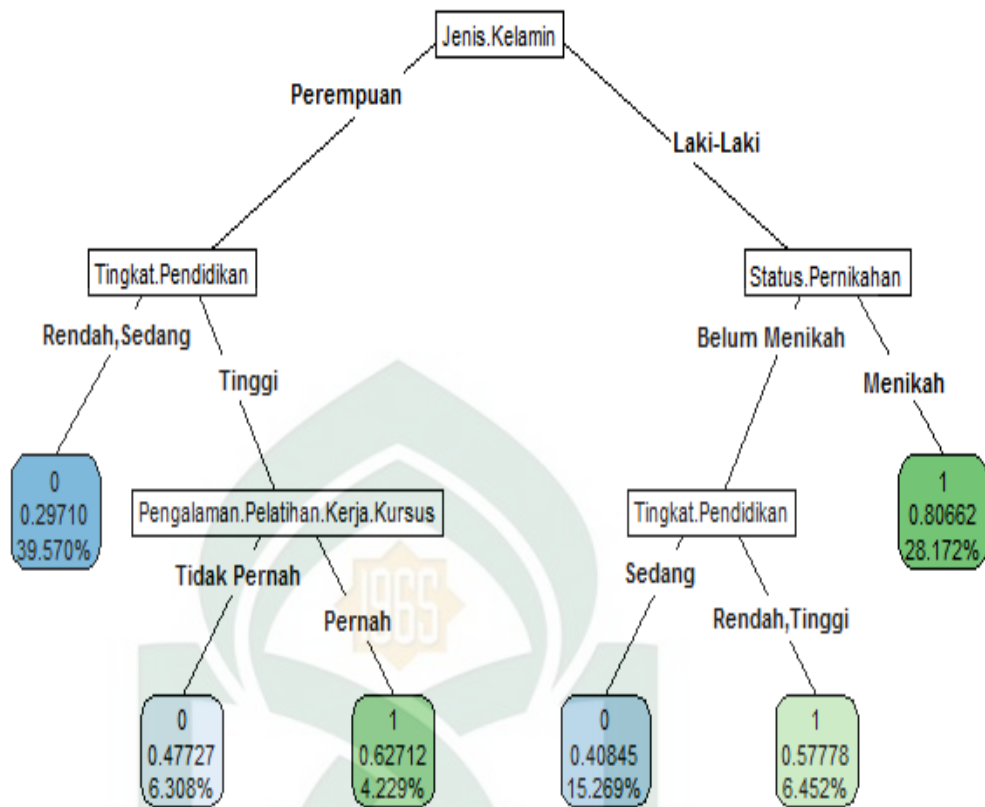 Jenis.Kelamin
Perempuan
Laki-Laki
Tingkat.Pendidikan
Status.Pernikahan
Rendah,Sedang
Belum Menikah
Tinggi
Menikah
0
0.29710
39.570%
1
0.80662
28.172%
Pengalaman.Pelatihan.Kerja.Kursus
Tingkat.Pendidikan
Tidak Pernah
Sedang
Pernah
Rendah,Tinggi
1965
0
0.47727
6.308%
1
0.62712
4.229%
0
0.40845
15.269%
1
0.57778
6.452%